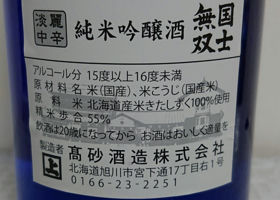 淡麗中辛
純米吟醸酒
国士無双
アルコール分 15度以上16度未満
原材料名 米(国産)、米こうじ(国産米)
原料米 北海道産米きたしずく100%使用
精米歩合 55%
飲酒は20歳になってから お酒はおいしく適量を
製造者 髙砂酒造株式会社
北海道旭川市宮下通17丁目右1号
0166-23-2251